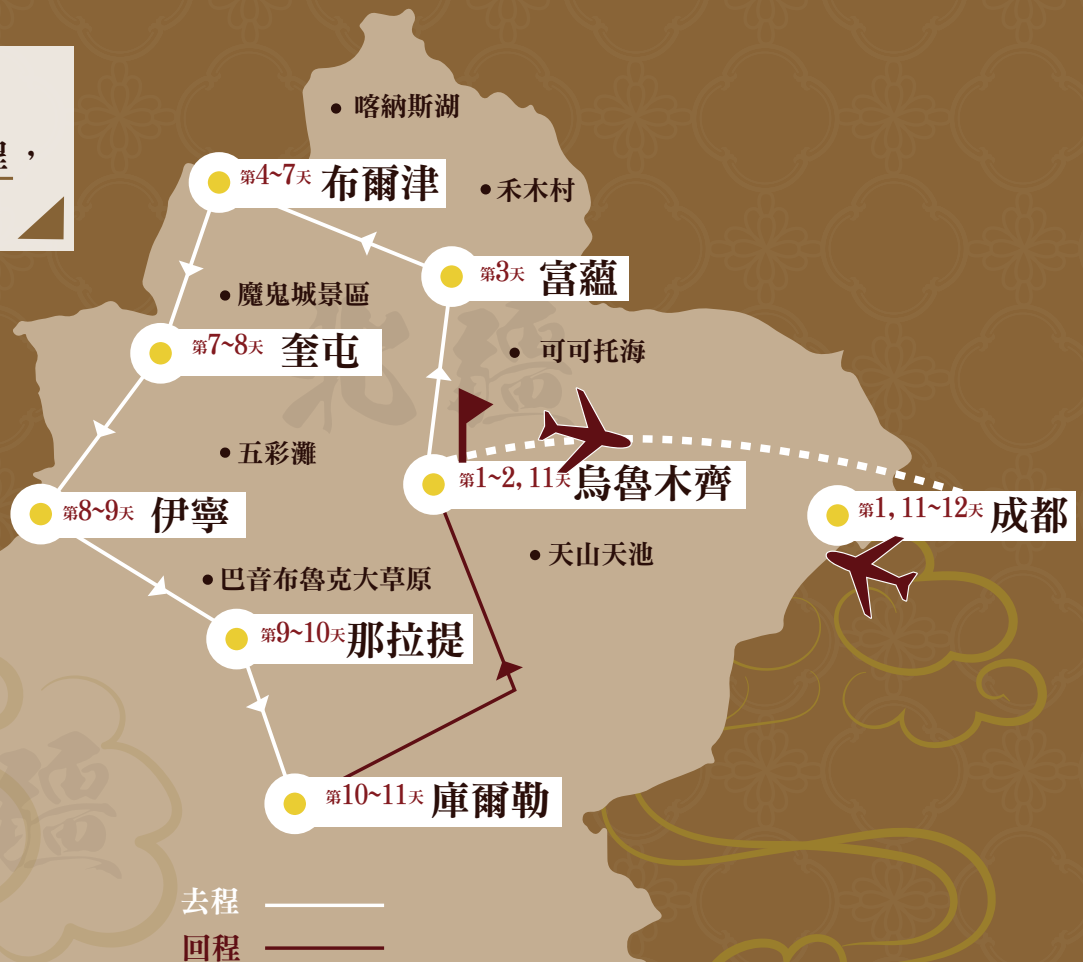 程，
喀納斯湖
第4~7天 布爾津
禾木村
第3天 富蘊
魔鬼城景區
北疆
第7~8天 奎屯
可可托海
五彩灘
第1~2, 11天 烏魯木齊
第8~9天 伊寧
第1, 11~12天 成都
天山天池
巴音布魯克大草原
第9~10天 那拉提
疆
第10~11天 庫爾勒
去程
回程